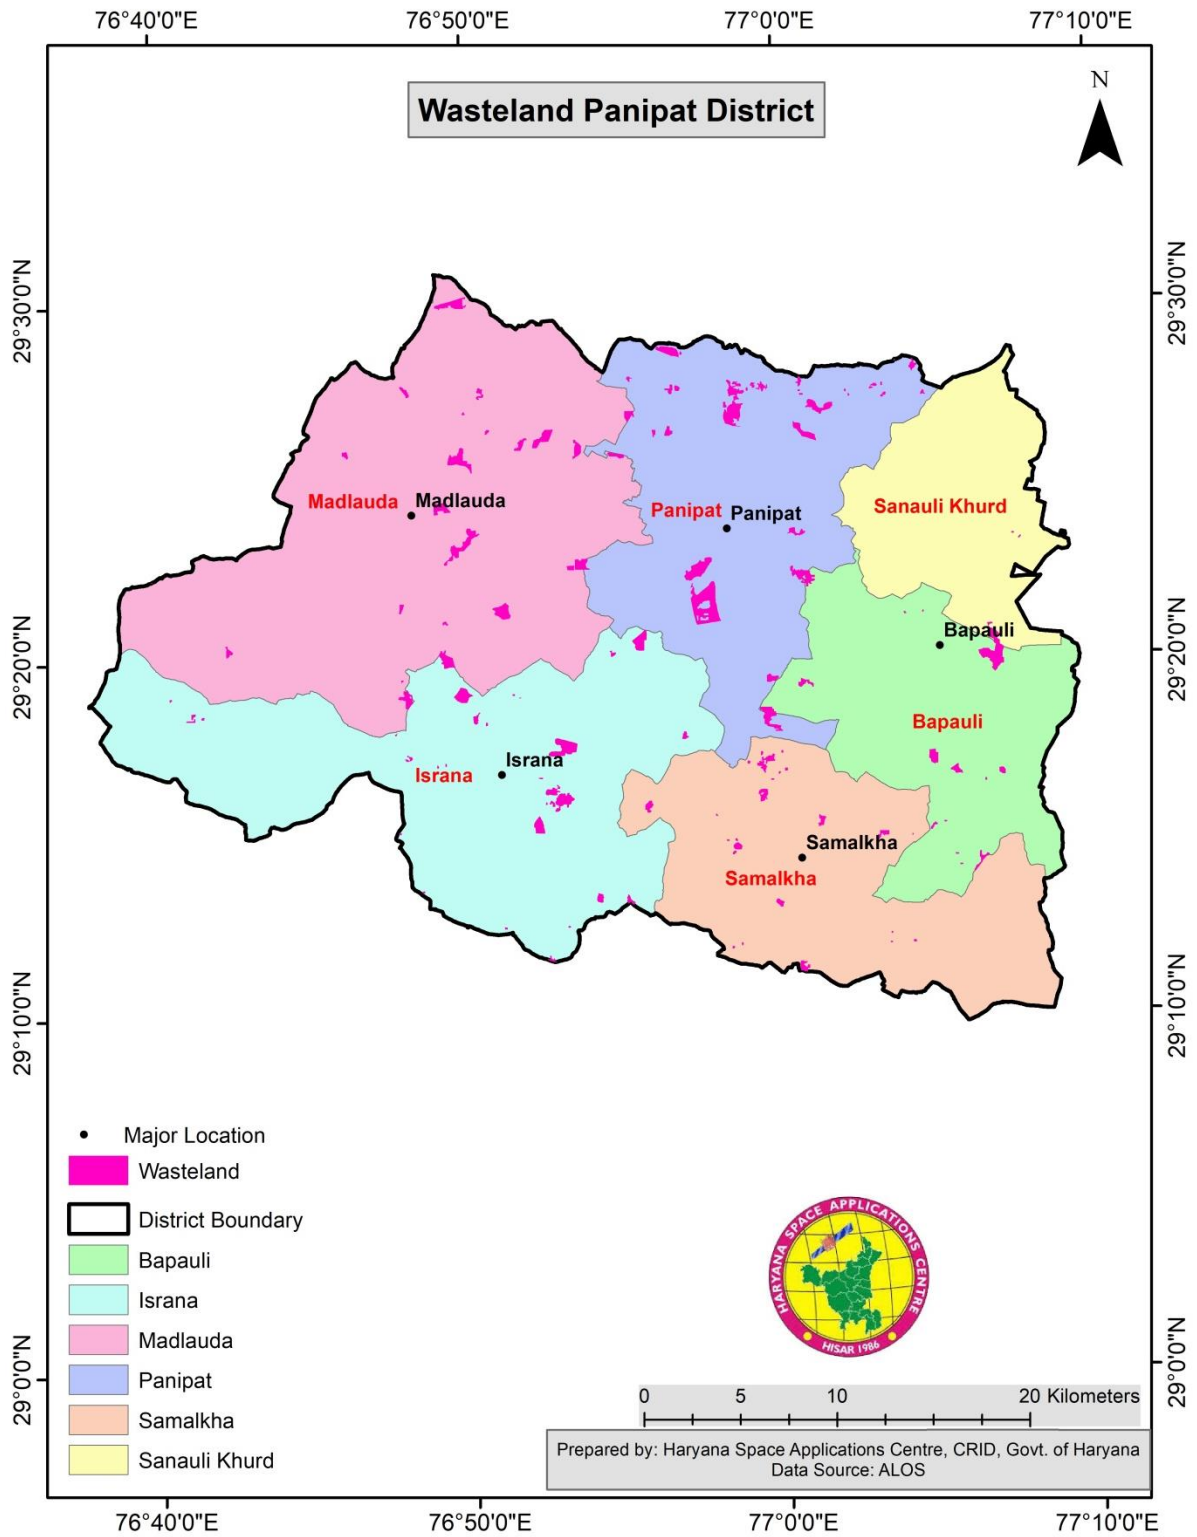 76°40'0"E
76°50'0"E
77°0'0"E
77°10'0"E
Wasteland Panipat District
N
29°30'0"N
29°30'0"N
Madlauda
Madlauda
Panipat
Panipat
Sanauli Khurd
29°20'0"N
Bapauli
29°20'0"N
Bapauli
Israna
Israna
Samalkha
Samalkha
29°10'0"N
29°10'0"N
Major Location
Wasteland
District Boundary
Bapauli
Israna
Madlauda
Panipat
Samalkha
Sanauli Khurd
29°0'0"N
29°0'0"N
HARYANA SPACE APPLICATIONS CENTRE
HISAR 1986
0 5 10 20 Kilometers
Prepared by: Haryana Space Applications Centre, CRID, Govt. of Haryana
Data Source: ALOS
76°40'0"E
76°50'0"E
77°0'0"E
77°10'0"E